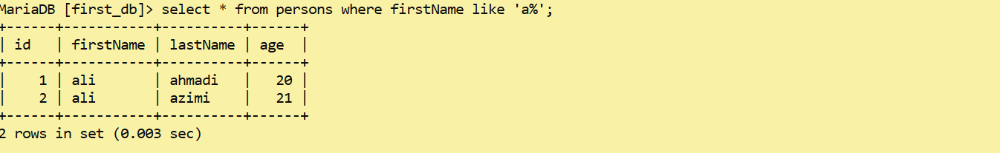 MariaDB [first_db]> select * from persons where firstName like 'a%';
+------+-----------+----------+------+
| id   | firstName | lastName | age  |
+------+-----------+----------+------+
|    1 | ali       | ahmadi   |   20 |
|    2 | ali       | azimi    |   21 |
+------+-----------+----------+------+
2 rows in set (0.003 sec)